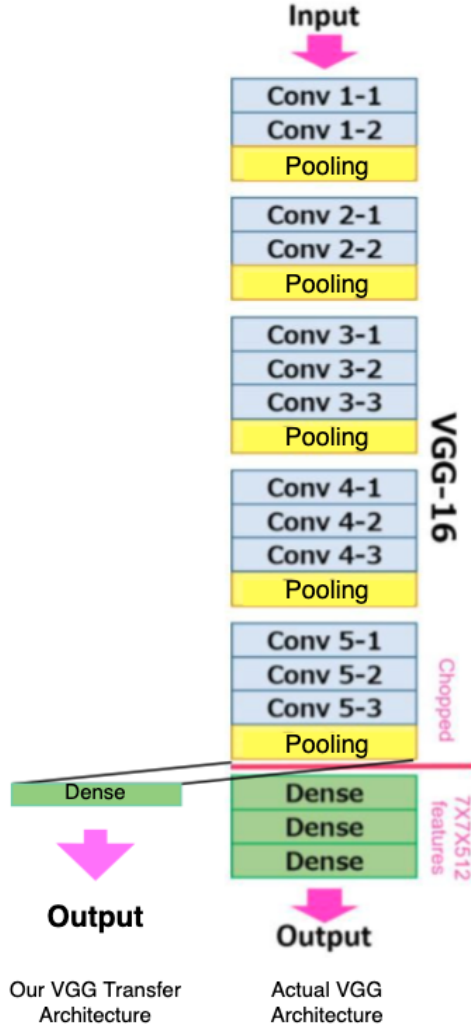 Input
Conv 1-1
Conv 1-2
Pooling
Conv 2-1
Conv 2-2
Pooling
Conv 3-1
Conv 3-2
Conv 3-3
Pooling
VGG-16
Conv 4-1
Conv 4-2
Conv 4-3
Pooling
Conv 5-1
Conv 5-2
Conv 5-3
Pooling
Chopped
Dense
Output
Dense
Dense
Dense
7X7X512
features
Output
Our VGG Transfer
Architecture
Actual VGG
Architecture